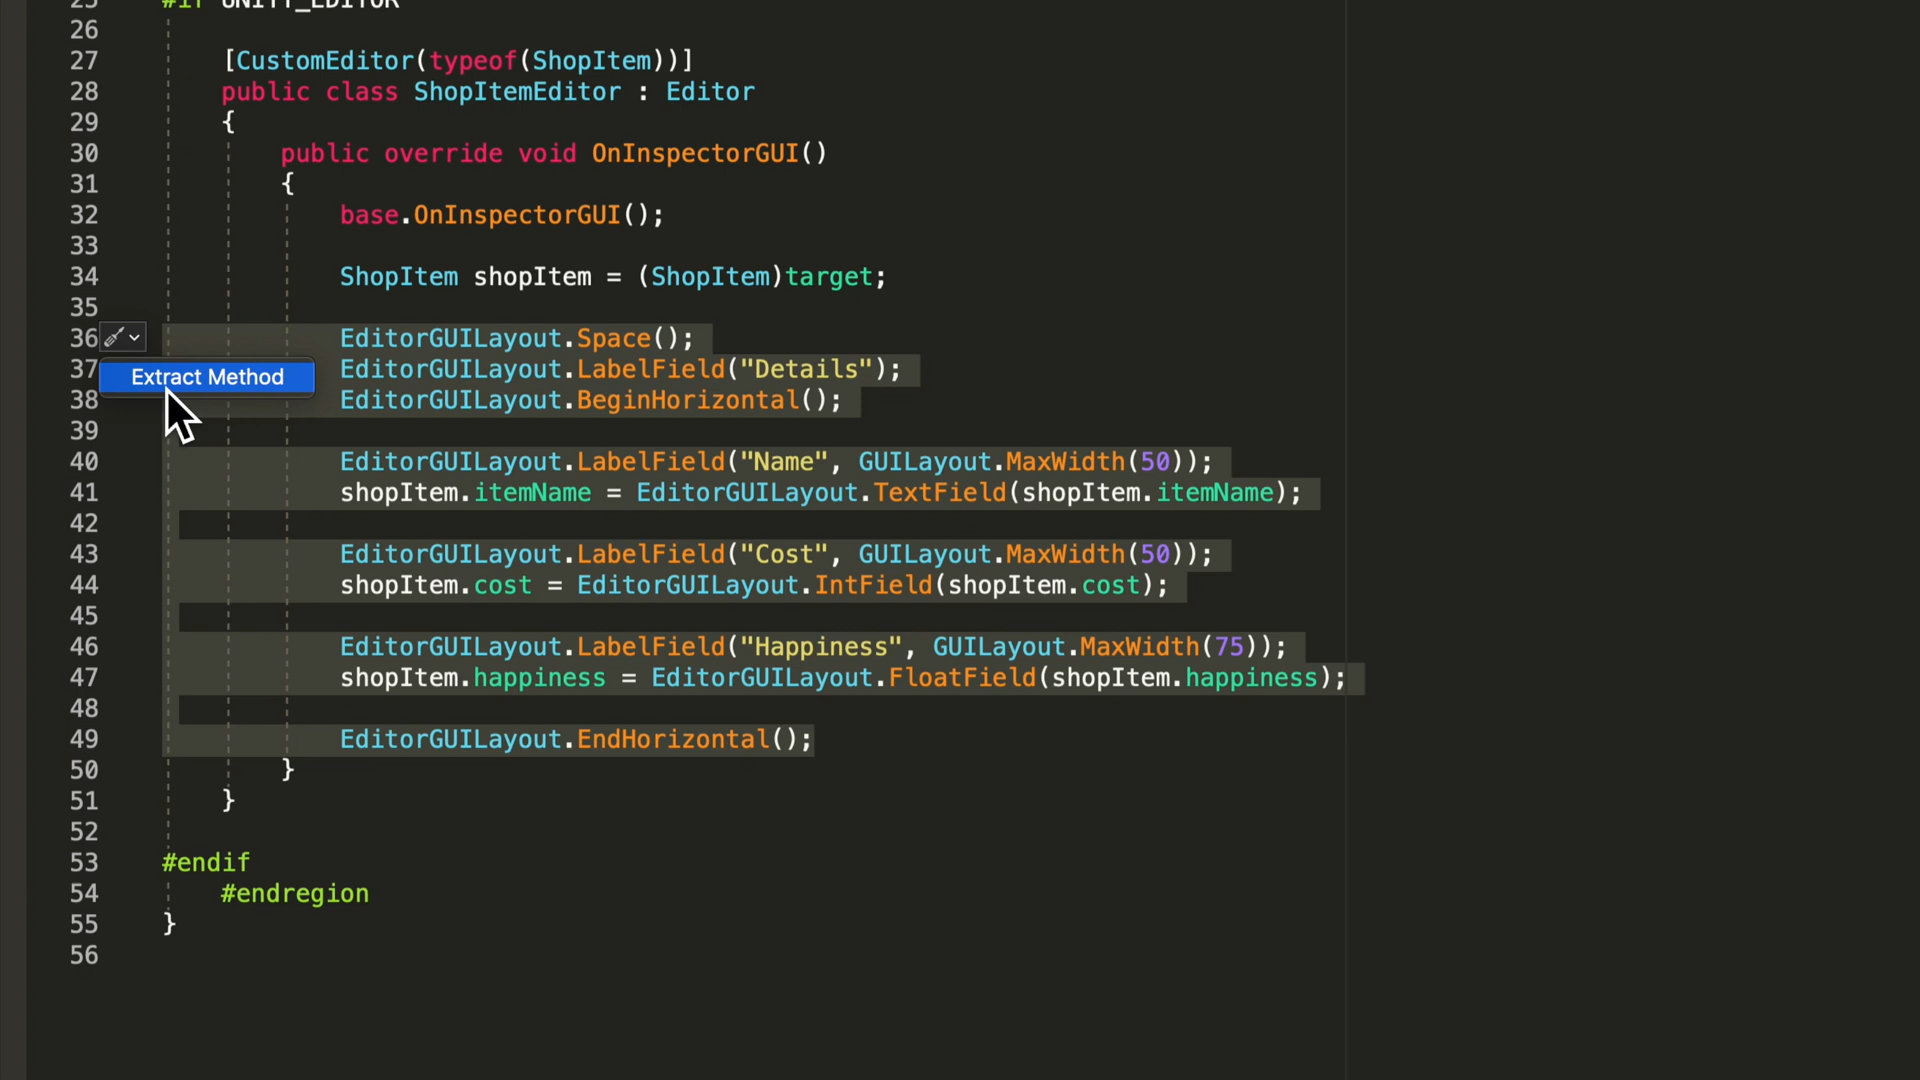 25 #if UNITY_EDITOR
26
27 [CustomEditor(typeof(ShopItem))]
28 public class ShopItemEditor : Editor
29 {
30 public override void OnInspectorGUI()
31 {
32 base.OnInspectorGUI();
33
34 ShopItem shopItem = (ShopItem)target;
35
36 EditorGUILayout.Space();
37 Extract Method EditorGUILayout.LabelField("Details");
38 EditorGUILayout.BeginHorizontal();
39
40 EditorGUILayout.LabelField("Name", GUILayout.MaxWidth(50));
41 shopItem.itemName = EditorGUILayout.TextField(shopItem.itemName);
42
43 EditorGUILayout.LabelField("Cost", GUILayout.MaxWidth(50));
44 shopItem.cost = EditorGUILayout.IntField(shopItem.cost);
45
46 EditorGUILayout.LabelField("Happiness", GUILayout.MaxWidth(75));
47 shopItem.happiness = EditorGUILayout.FloatField(shopItem.happiness);
48
49 EditorGUILayout.EndHorizontal();
50 }
51 }
52
53 #endif
54 #endregion
55 }
56